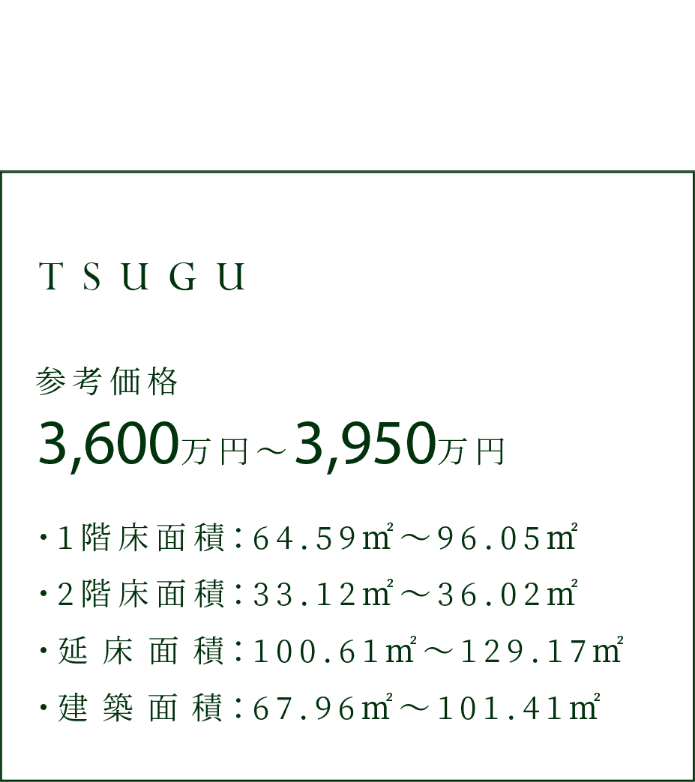 TSUGU
参考価格
3,600万円～3,950万円
・1階床面積：64.59㎡～96.05㎡
・2階床面積：33.12㎡～36.02㎡
・延床面積：100.61㎡～129.17㎡
・建築面積：67.96㎡～101.41㎡